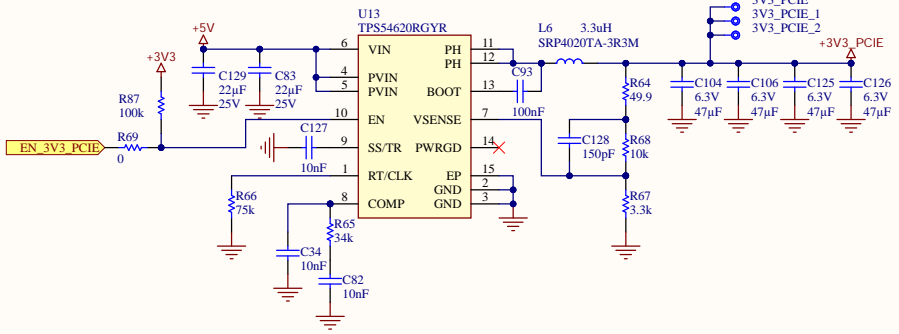 U13
TPS54620RGYR
+5V
+3V3
R87
100k
EN_3V3_PCIE
R69
0
C129
22µF
25V
C83
22µF
25V
C127
10nF
R66
75k
C34
10nF
R65
34k
C82
10nF
6 VIN
4 PVIN
5 PVIN
10 EN
9 SS/TR
1 RT/CLK
8 COMP
PH 11
PH 12
BOOT 13
VSENSE 7
PWRGD 14
EP 15
GND 2
GND 3
C93
100nF
L6 3.3uH
SRP4020TA-3R3M
C128
150pF
R64
49.9
R68
10k
R67
3.3k
3V3_PCIE
3V3_PCIE_1
3V3_PCIE_2
+3V3_PCIE
C104
6.3V
47µF
C106
6.3V
47µF
C125
6.3V
47µF
C126
6.3V
47µF